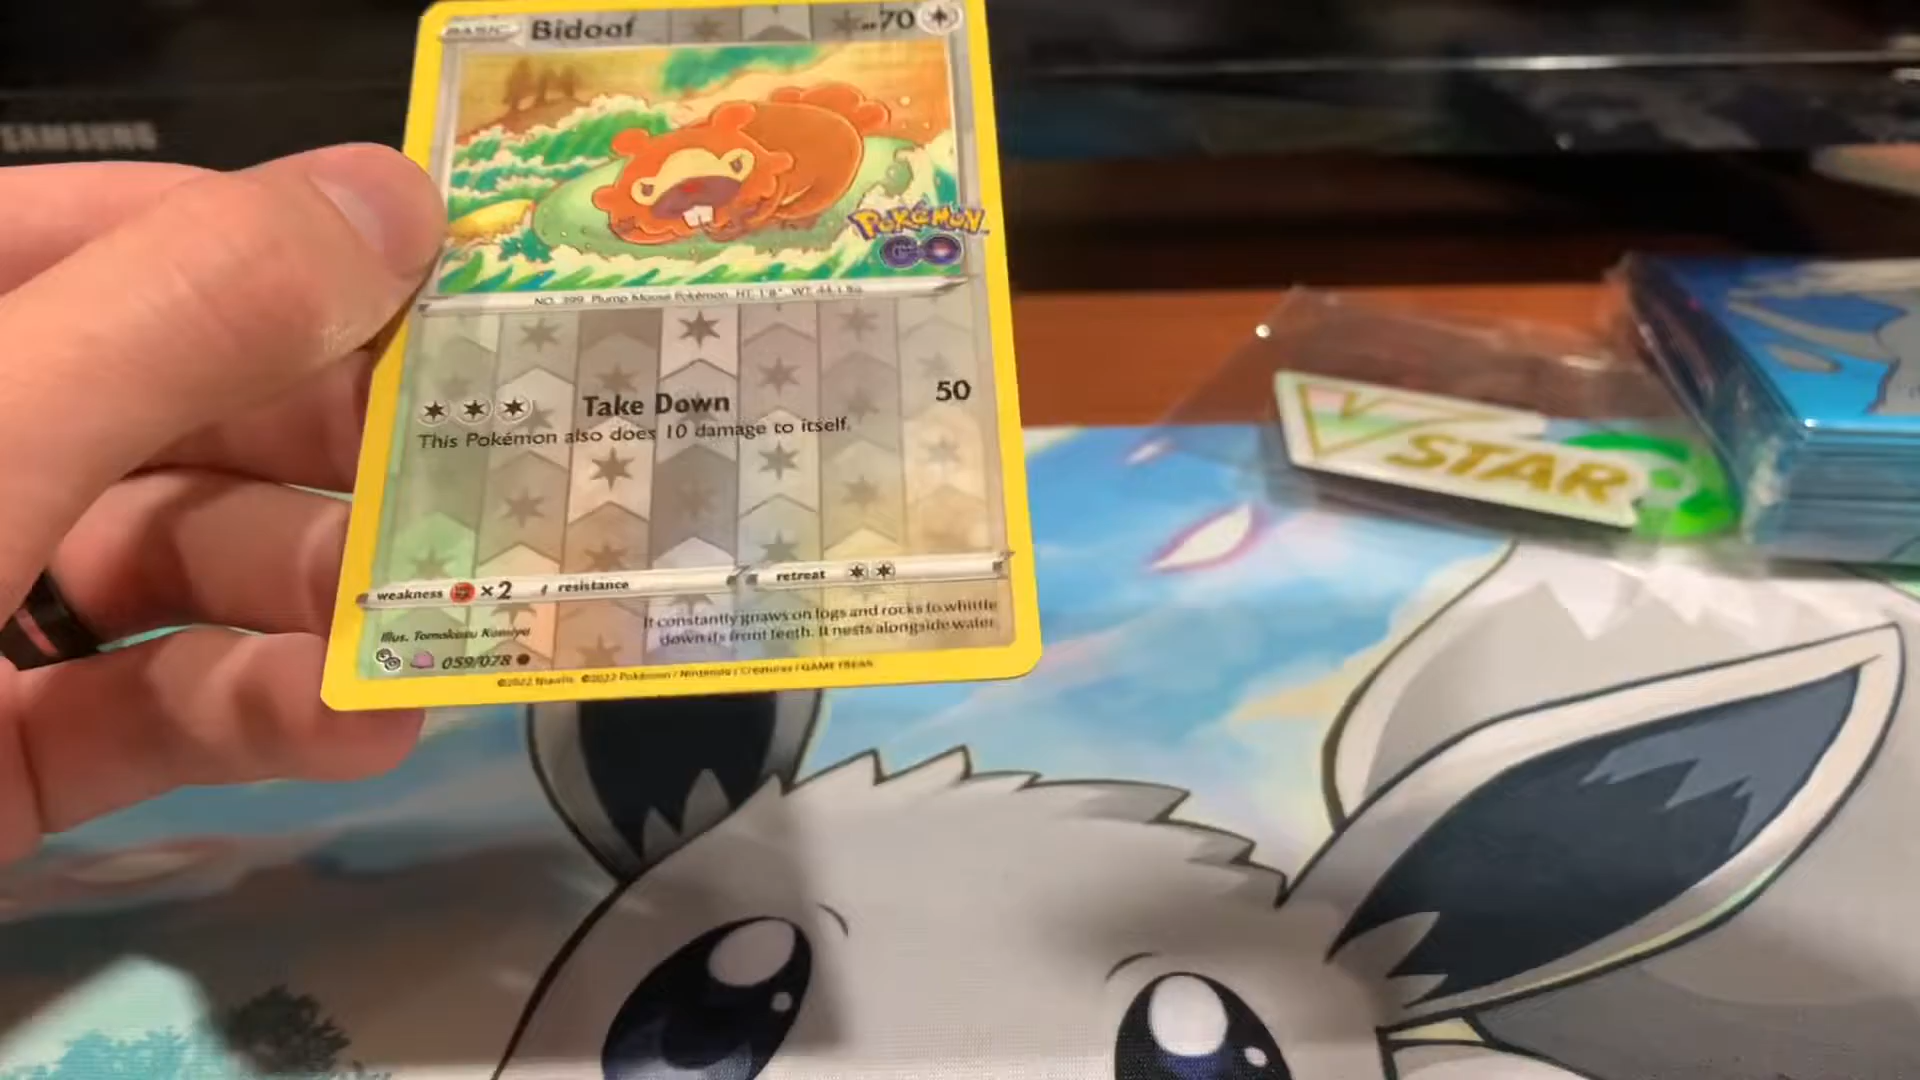 SAMSUNG
BASIC
Bidoof
HP 70
Pokémon
GO
NO. 399 Plump Mouse Pokémon HT: 1'8" WT: 44.1 lbs
Take Down
50
This Pokémon also does 10 damage to itself.
weakness ×2 resistance
retreat
It constantly gnaws on logs and rocks to whittle
down its front teeth. It nests alongside water.
Illus. Tomokazu Komiya
059/078
©2022 Niantic ©2022 Pokémon / Nintendo / Creatures / GAME FREAK
V
STAR